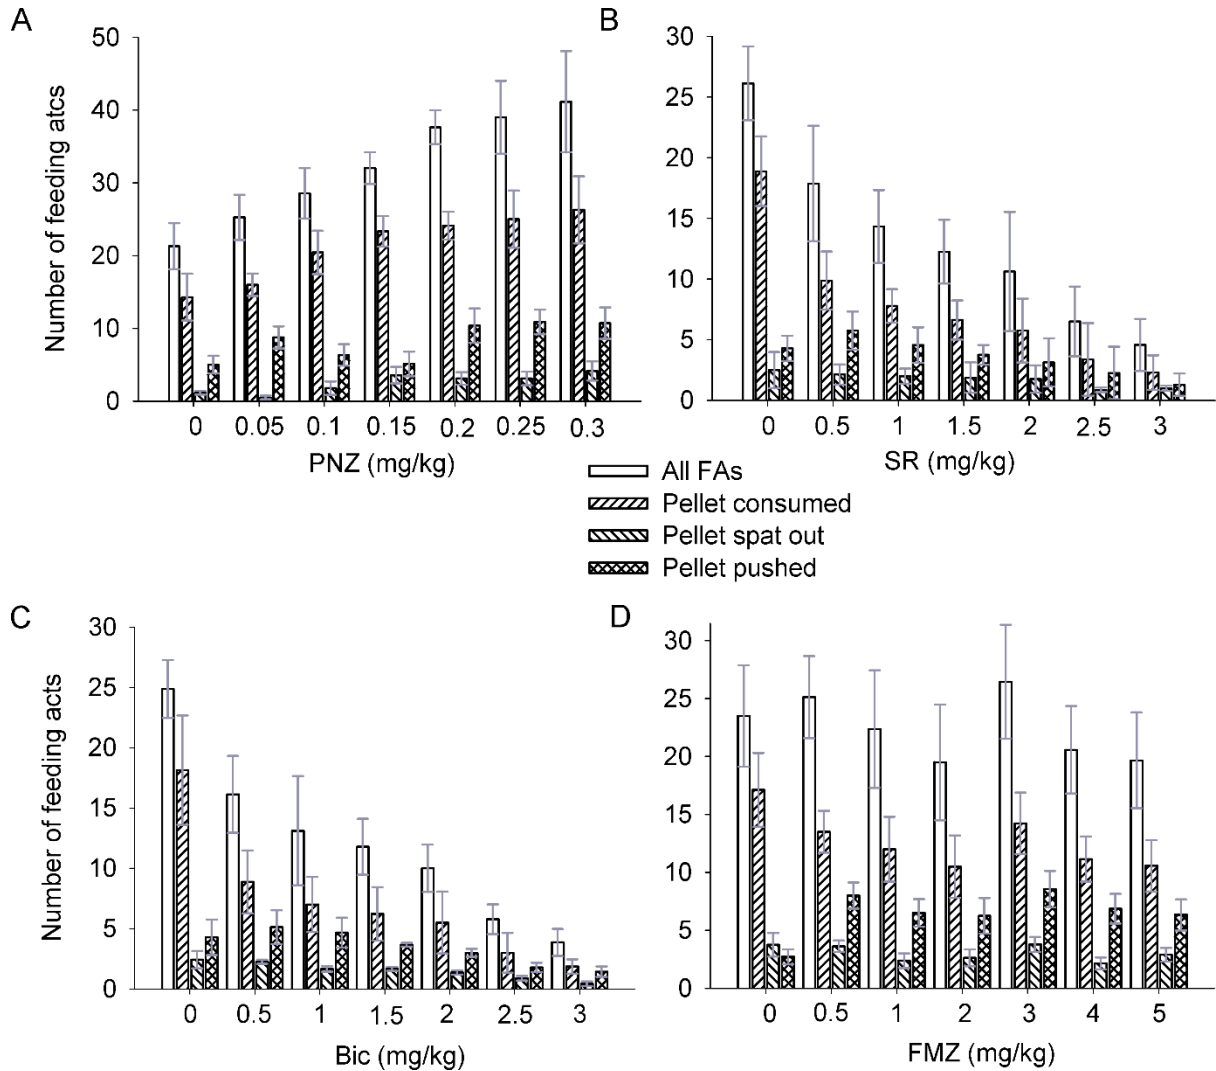 A
50
40
30
20
10
0
Number of feeding atcs
0 0.05 0.1 0.15 0.2 0.25 0.3
PNZ (mg/kg)
B
30
25
20
15
10
5
0
0 0.5 1 1.5 2 2.5 3
SR (mg/kg)
All FAs
Pellet consumed
Pellet spat out
Pellet pushed
C
30
25
20
15
10
5
0
Number of feeding acts
0 0.5 1 1.5 2 2.5 3
Bic (mg/kg)
D
30
25
20
15
10
5
0
0 0.5 1 2 3 4 5
FMZ (mg/kg)